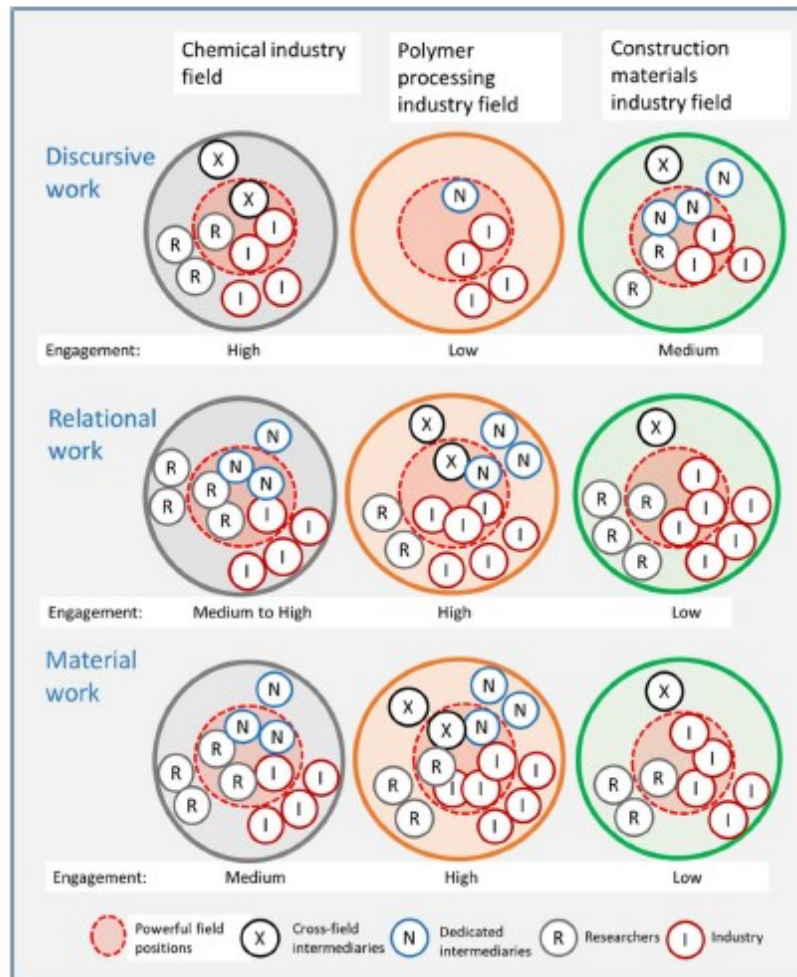 Chemical industry
field
Polymer
processing
industry field
Construction
materials
industry field
Discursive
work
X
X
R
R
R
I
I
I
I
N
I
I
I
I
X
N
N
N
R
I
I
I
R
Engagement: High Low Medium
Relational
work
N
R
N
R
N
R
R
I
I
I
I
X
N
X
N
N
R
I
I
I
R
I
I
I
I
X
I
R
R
I
I
R
I
I
R
I
Engagement: Medium to High High Low
Material
work
N
N
R
N
R
R
I
I
R
I
I
I
N
X
N
X
N
R
I
I
R
I
I
I
R
I
I
X
I
I
R
R
I
I
R
I
I
Engagement: Medium High Low
Powerful field
positions
X
Cross-field
intermediaries
N
Dedicated
intermediaries
R
Researchers
I
Industry